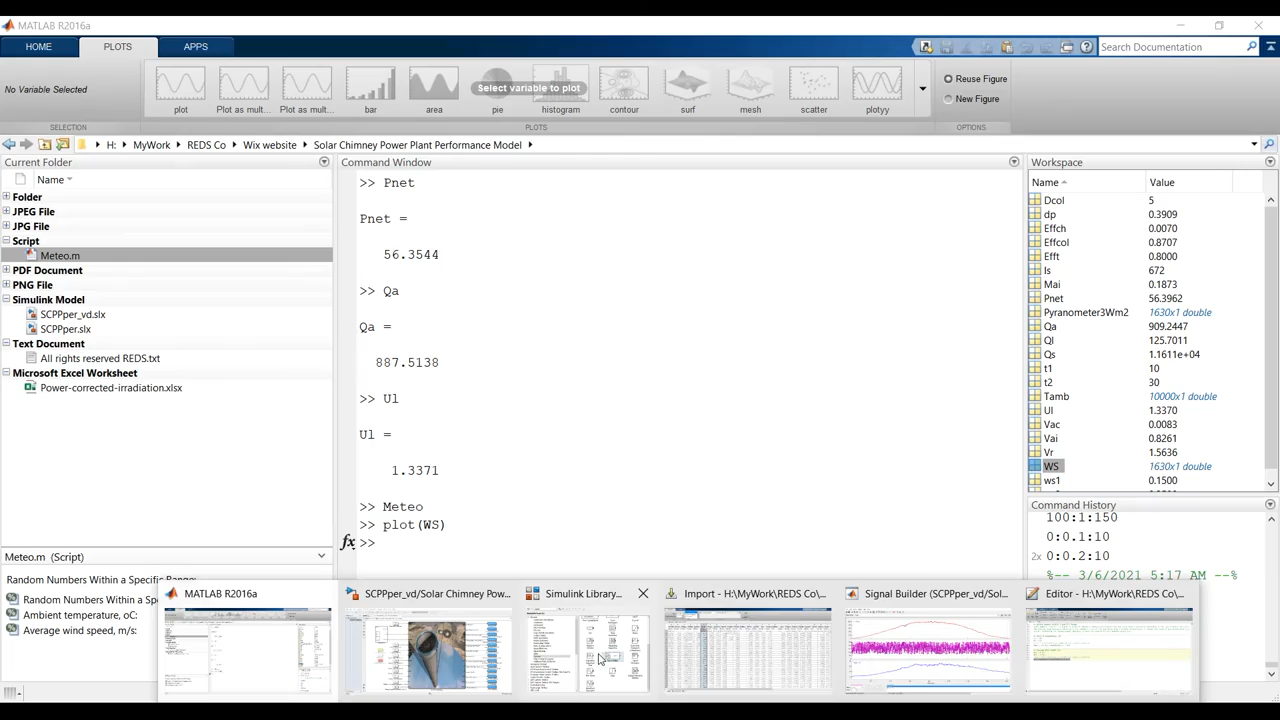 MATLAB R2016a
HOME PLOTS APPS
Search Documentation
No Variable Selected
plot Plot as mult... Plot as mult... bar area pie histogram contour surf mesh scatter plotyy
Select variable to plot
Reuse Figure
New Figure
SELECTION PLOTS OPTIONS
H: MyWork REDS Co Wix website Solar Chimney Power Plant Performance Model
Current Folder
Name
Folder
JPEG File
JPG File
Script
Meteo.m
PDF Document
PNG File
Simulink Model
SCPPper_vd.slx
SCPPper.slx
Text Document
All rights reserved REDS.txt
Microsoft Excel Worksheet
Power-corrected-irradiation.xlsx
Meteo.m (Script)
Random Numbers Within a Specific Range:
Random Numbers Within a Spe
Ambient temperature, oC:
Average wind speed, m/s:
Command Window
>> Pnet
Pnet =
56.3544
>> Qa
Qa =
887.5138
>> Ul
Ul =
1.3371
>> Meteo
>> plot(WS)
fx >>
Workspace
Name Value
Dcol 5
dp 0.3909
Effch 0.0070
Effcol 0.8707
Efft 0.8000
Is 672
Mai 0.1873
Pnet 56.3962
Pyranometer3Wm2 1630x1 double
Qa 909.2447
Ql 125.7011
Qs 1.1611e+04
t1 10
t2 30
Tamb 10000x1 double
Ul 1.3370
Vac 0.0083
Vai 0.8261
Vr 1.5636
WS 1630x1 double
ws1 0.1500
Command History
100:1:150
0:0.1:10
2x 0:0.2:10
%-- 3/6/2021 5:17 AM --%
MATLAB R2016a
SCPPper_vd/Solar Chimney Pow...
Simulink Library...
Import - H:\MyWork\REDS Co\...
Signal Builder (SCPPper_vd/Sol...
Editor - H:\MyWork\REDS Co\...